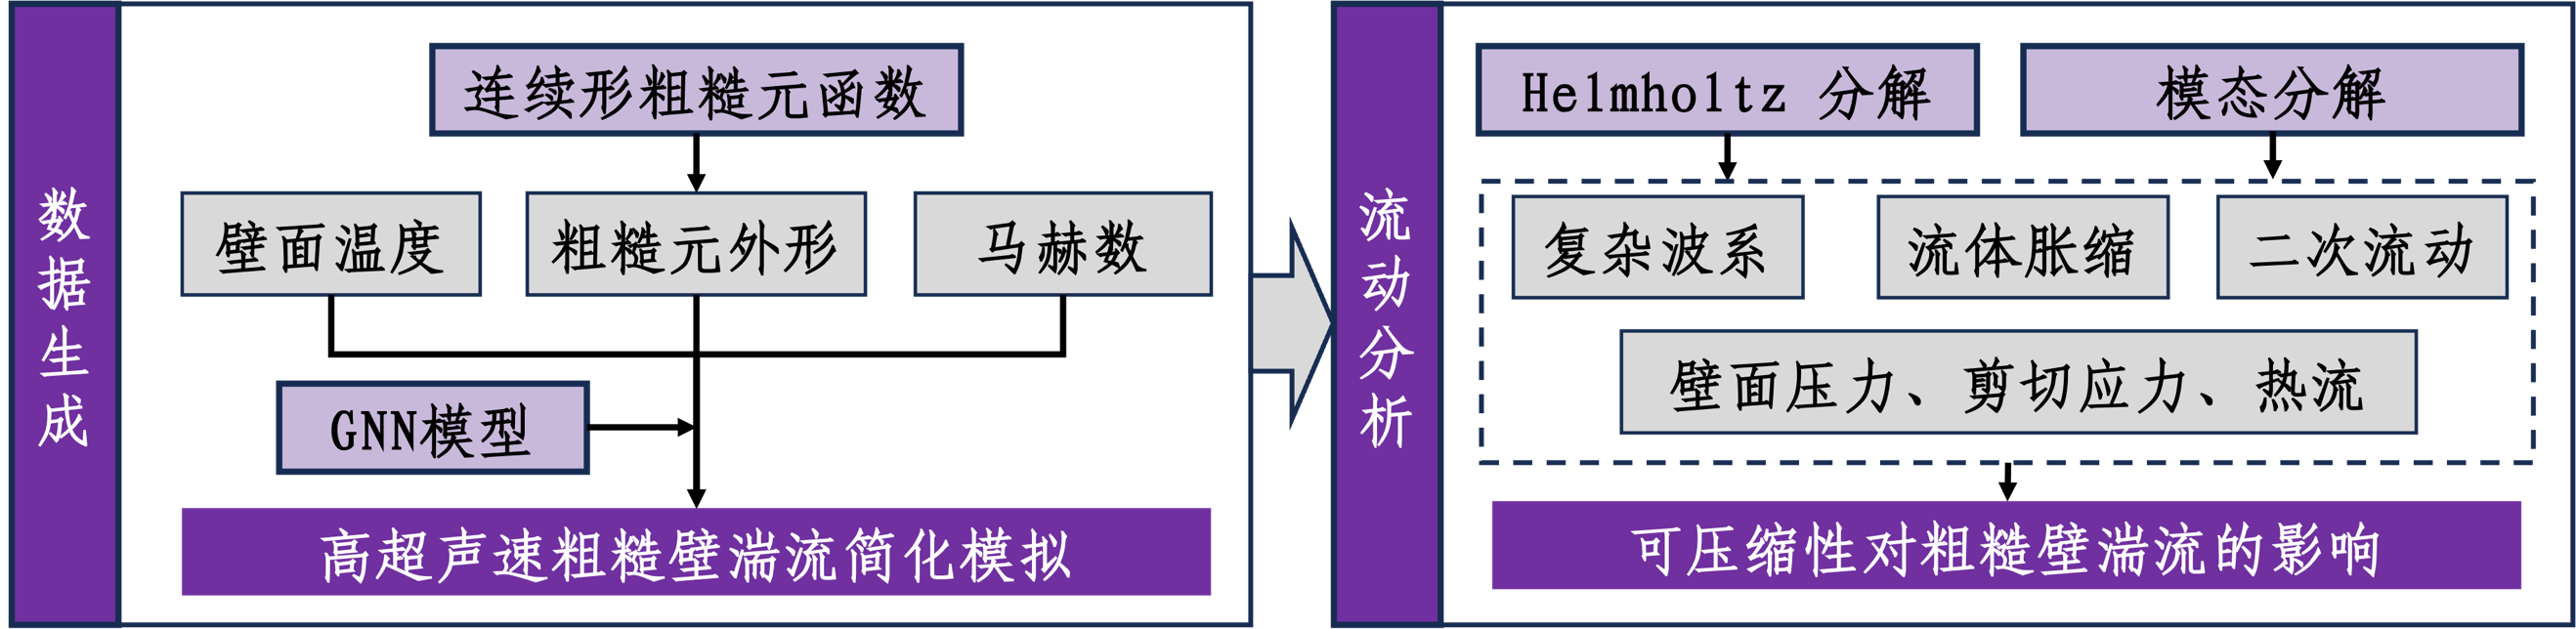 数据生成
连续形粗糙元函数
壁面温度
粗糙元外形
马赫数
GNN模型
高超声速粗糙壁湍流简化模拟
流动分析
Helmholtz 分解
模态分解
复杂波系
流体胀缩
二次流动
壁面压力、剪切应力、热流
可压缩性对粗糙壁湍流的影响